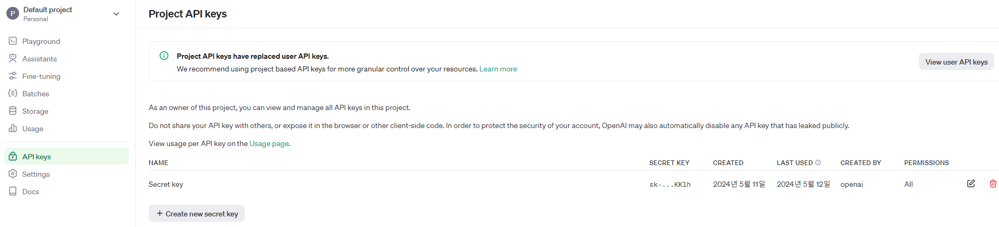 P
Default project
Personal
Playground
Assistants
Fine-tuning
Batches
Storage
Usage
API keys
Settings
Docs
Project API keys
Project API keys have replaced user API keys.
We recommend using project based API keys for more granular control over your resources. Learn more
View user API keys
As an owner of this project, you can view and manage all API keys in this project.
Do not share your API key with others, or expose it in the browser or other client-side code. In order to protect the security of your account, OpenAI may also automatically disable any API key that has leaked publicly.
View usage per API key on the Usage page.
NAME SECRET KEY CREATED LAST USED CREATED BY PERMISSIONS
Secret key sk-...KKlh 2024년 5월 11일 2024년 5월 12일 openai All
+ Create new secret key